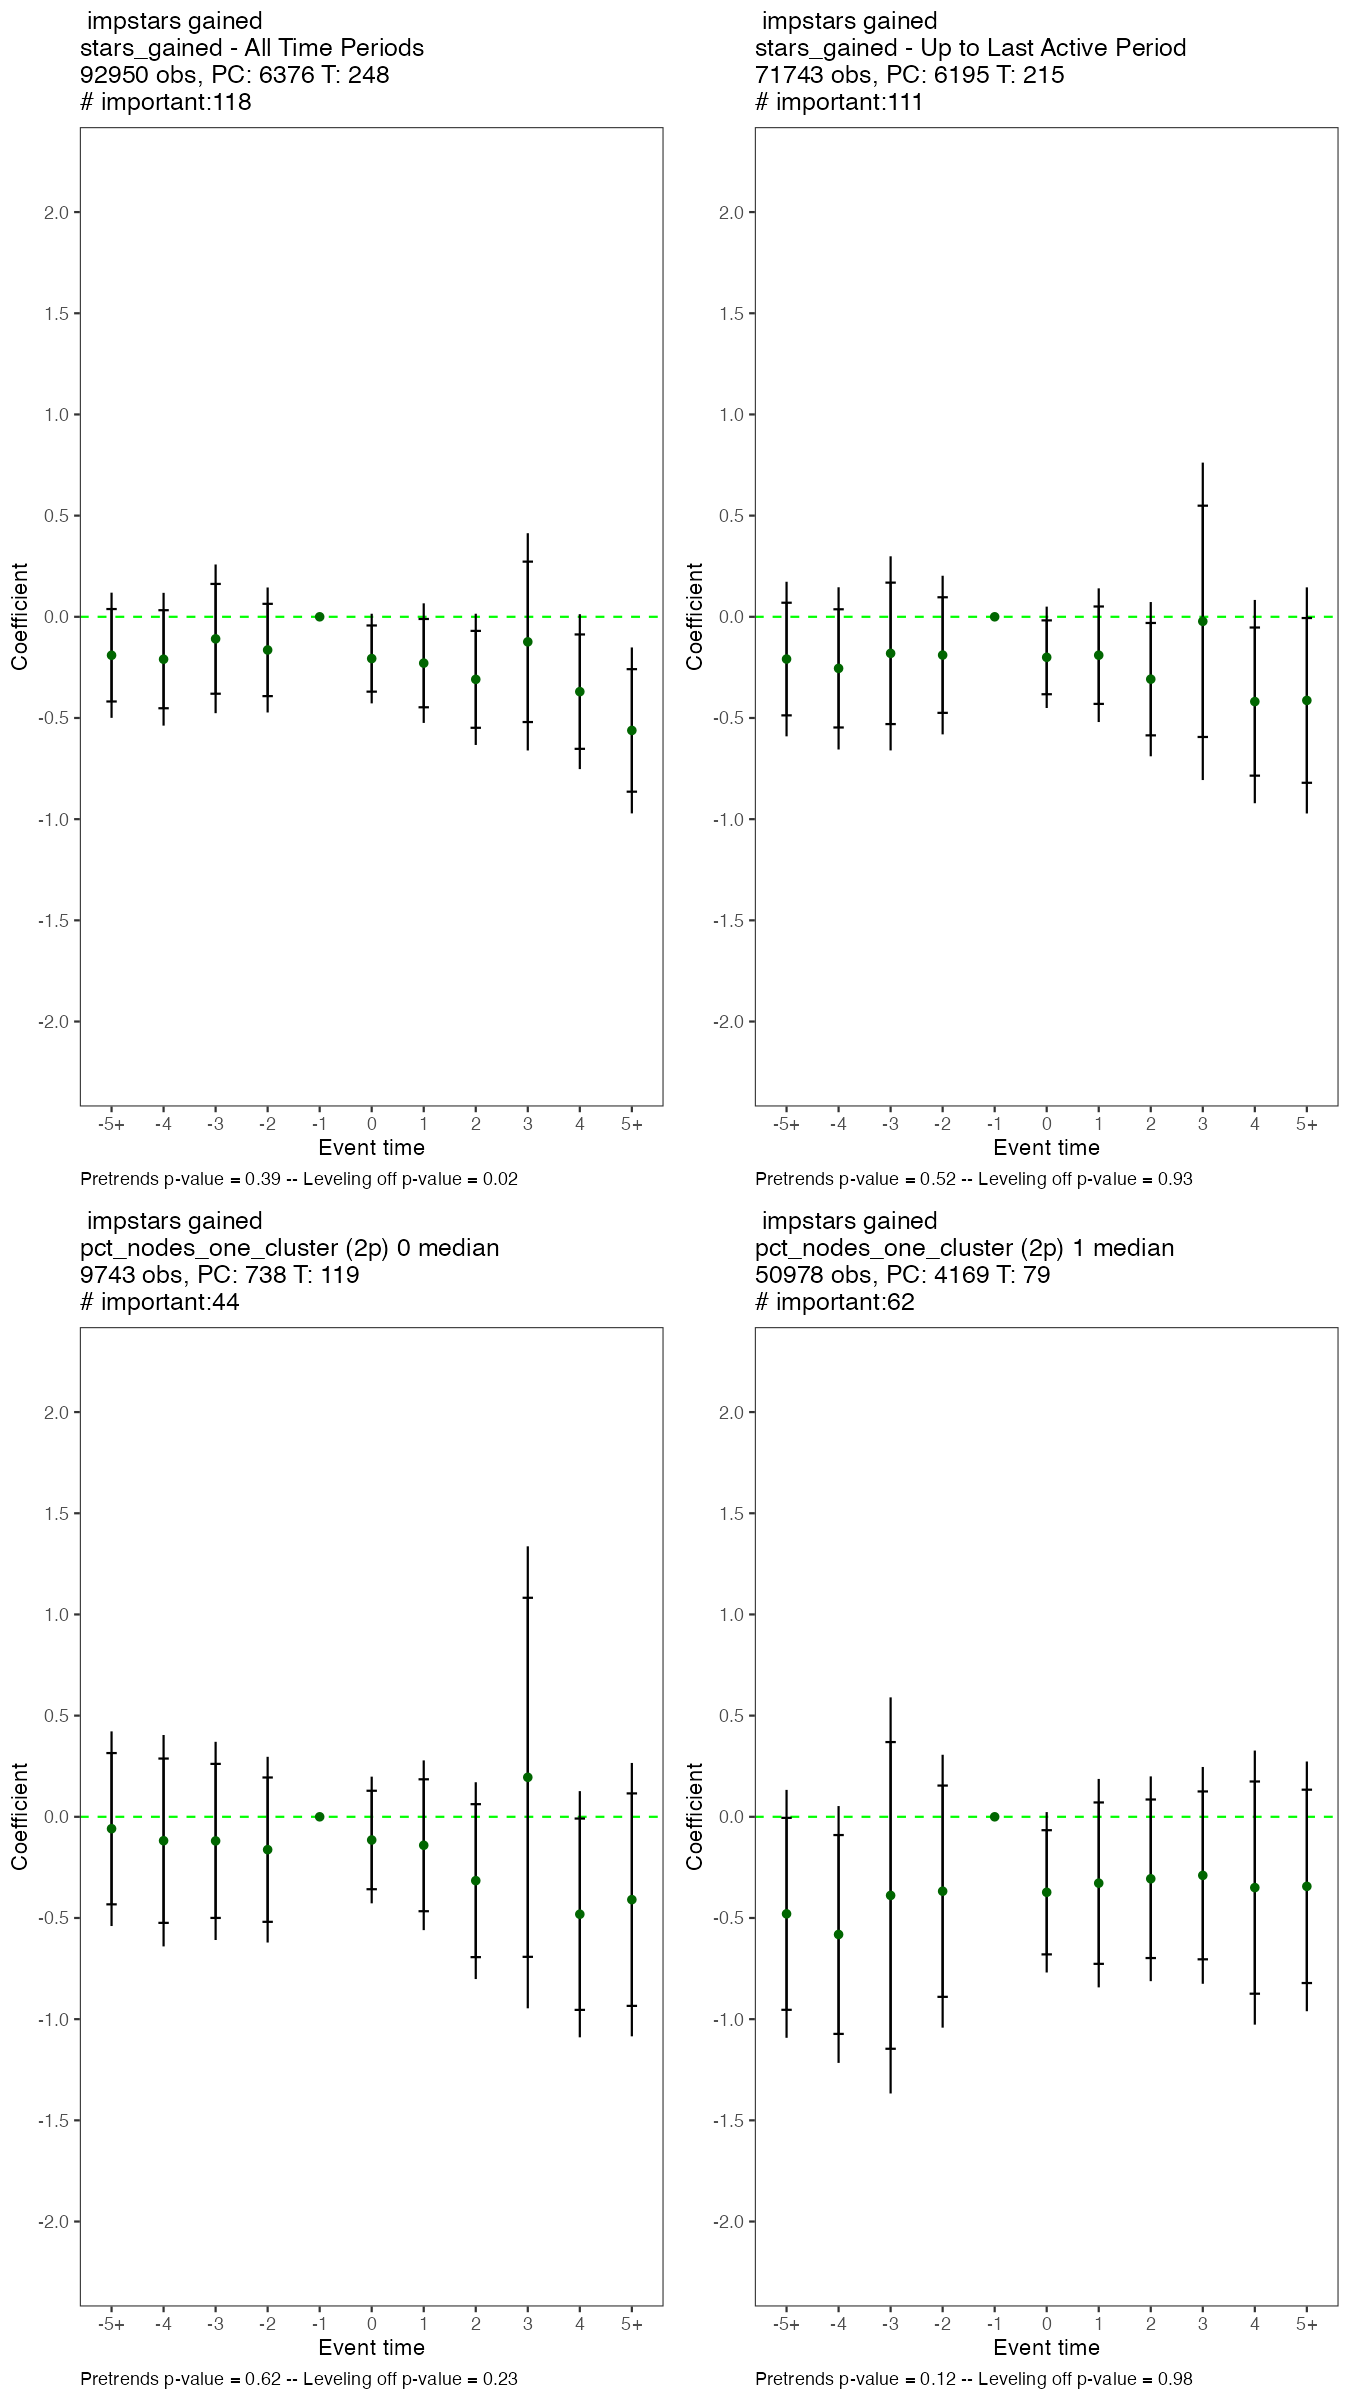 impstars gained
stars_gained - All Time Periods
92950 obs, PC: 6376 T: 248
# important:118
Coefficient
2.0
1.5
1.0
0.5
0.0
-0.5
-1.0
-1.5
-2.0
-5+ -4 -3 -2 -1 0 1 2 3 4 5+
Event time
Pretrends p-value = 0.39 -- Leveling off p-value = 0.02
impstars gained
stars_gained - Up to Last Active Period
71743 obs, PC: 6195 T: 215
# important:111
Coefficient
2.0
1.5
1.0
0.5
0.0
-0.5
-1.0
-1.5
-2.0
-5+ -4 -3 -2 -1 0 1 2 3 4 5+
Event time
Pretrends p-value = 0.52 -- Leveling off p-value = 0.93
impstars gained
pct_nodes_one_cluster (2p) 0 median
9743 obs, PC: 738 T: 119
# important:44
Coefficient
2.0
1.5
1.0
0.5
0.0
-0.5
-1.0
-1.5
-2.0
-5+ -4 -3 -2 -1 0 1 2 3 4 5+
Event time
Pretrends p-value = 0.62 -- Leveling off p-value = 0.23
impstars gained
pct_nodes_one_cluster (2p) 1 median
50978 obs, PC: 4169 T: 79
# important:62
Coefficient
2.0
1.5
1.0
0.5
0.0
-0.5
-1.0
-1.5
-2.0
-5+ -4 -3 -2 -1 0 1 2 3 4 5+
Event time
Pretrends p-value = 0.12 -- Leveling off p-value = 0.98